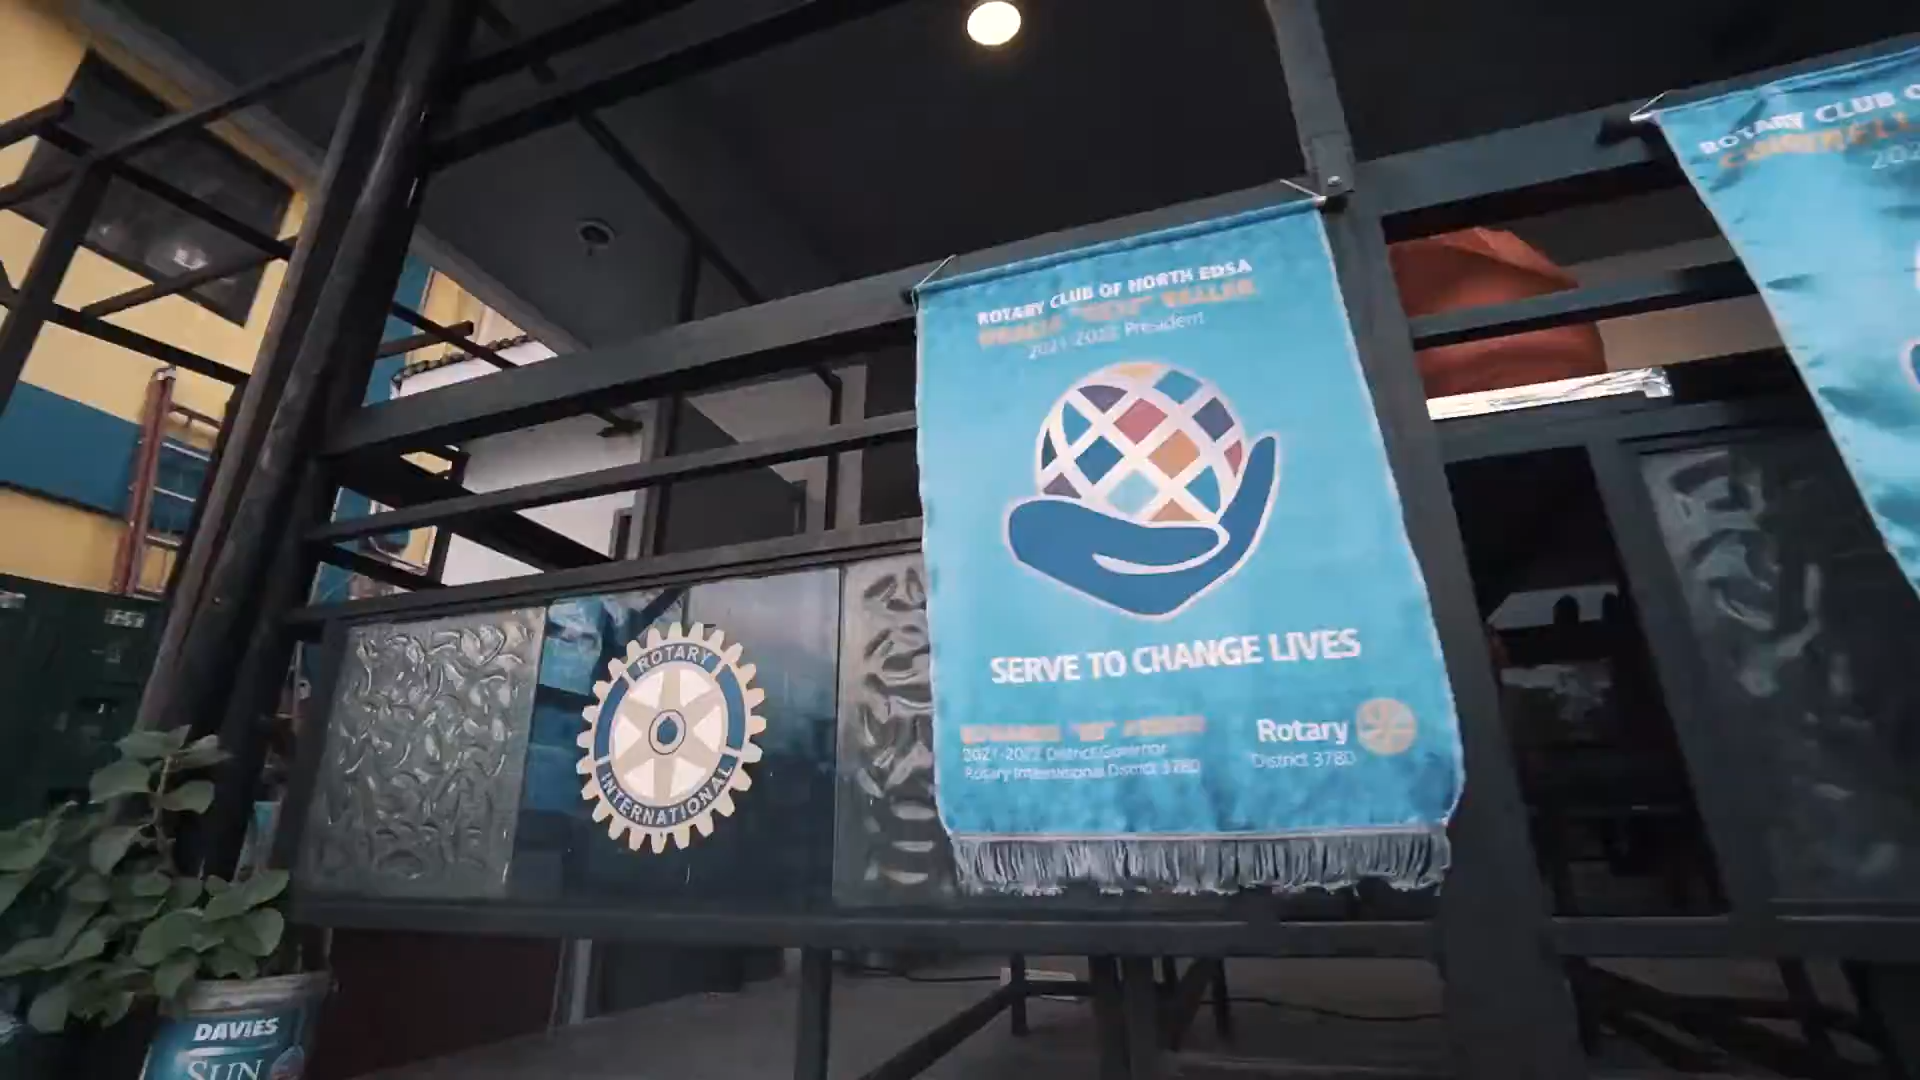 ROTARY CLUB OF NORTH EDSA
2021-2022 President
SERVE TO CHANGE LIVES
2021-2022 District Governor
Rotary International District 3780
Rotary
District 3780
ROTARY CLUB O
202
ROTARY
INTERNATIONAL
DAVIES
SUN